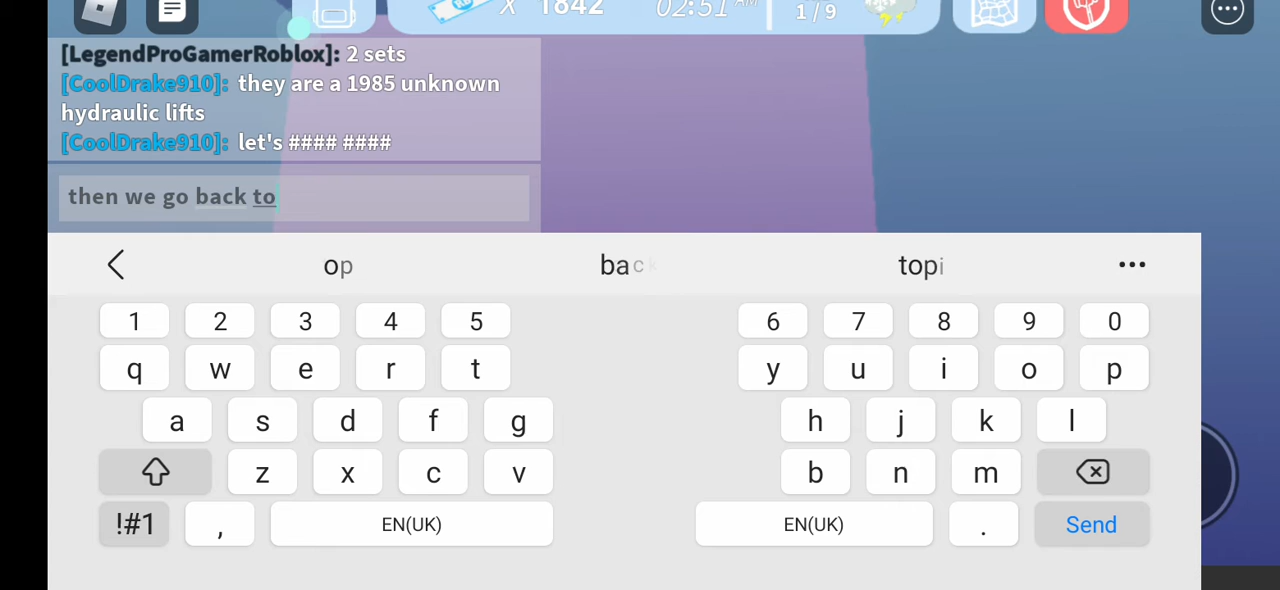 X 1842 02:51 AM 1/9
[LegendProGamerRoblox]: 2 sets
[CoolDrake910]: they are a 1985 unknown
hydraulic lifts
[CoolDrake910]: let's #### ####
then we go back to
op back topi
1 2 3 4 5 6 7 8 9 0
q w e r t y u i o p
a s d f g h j k l
z x c v b n m
!#1 , EN(UK) EN(UK) . Send